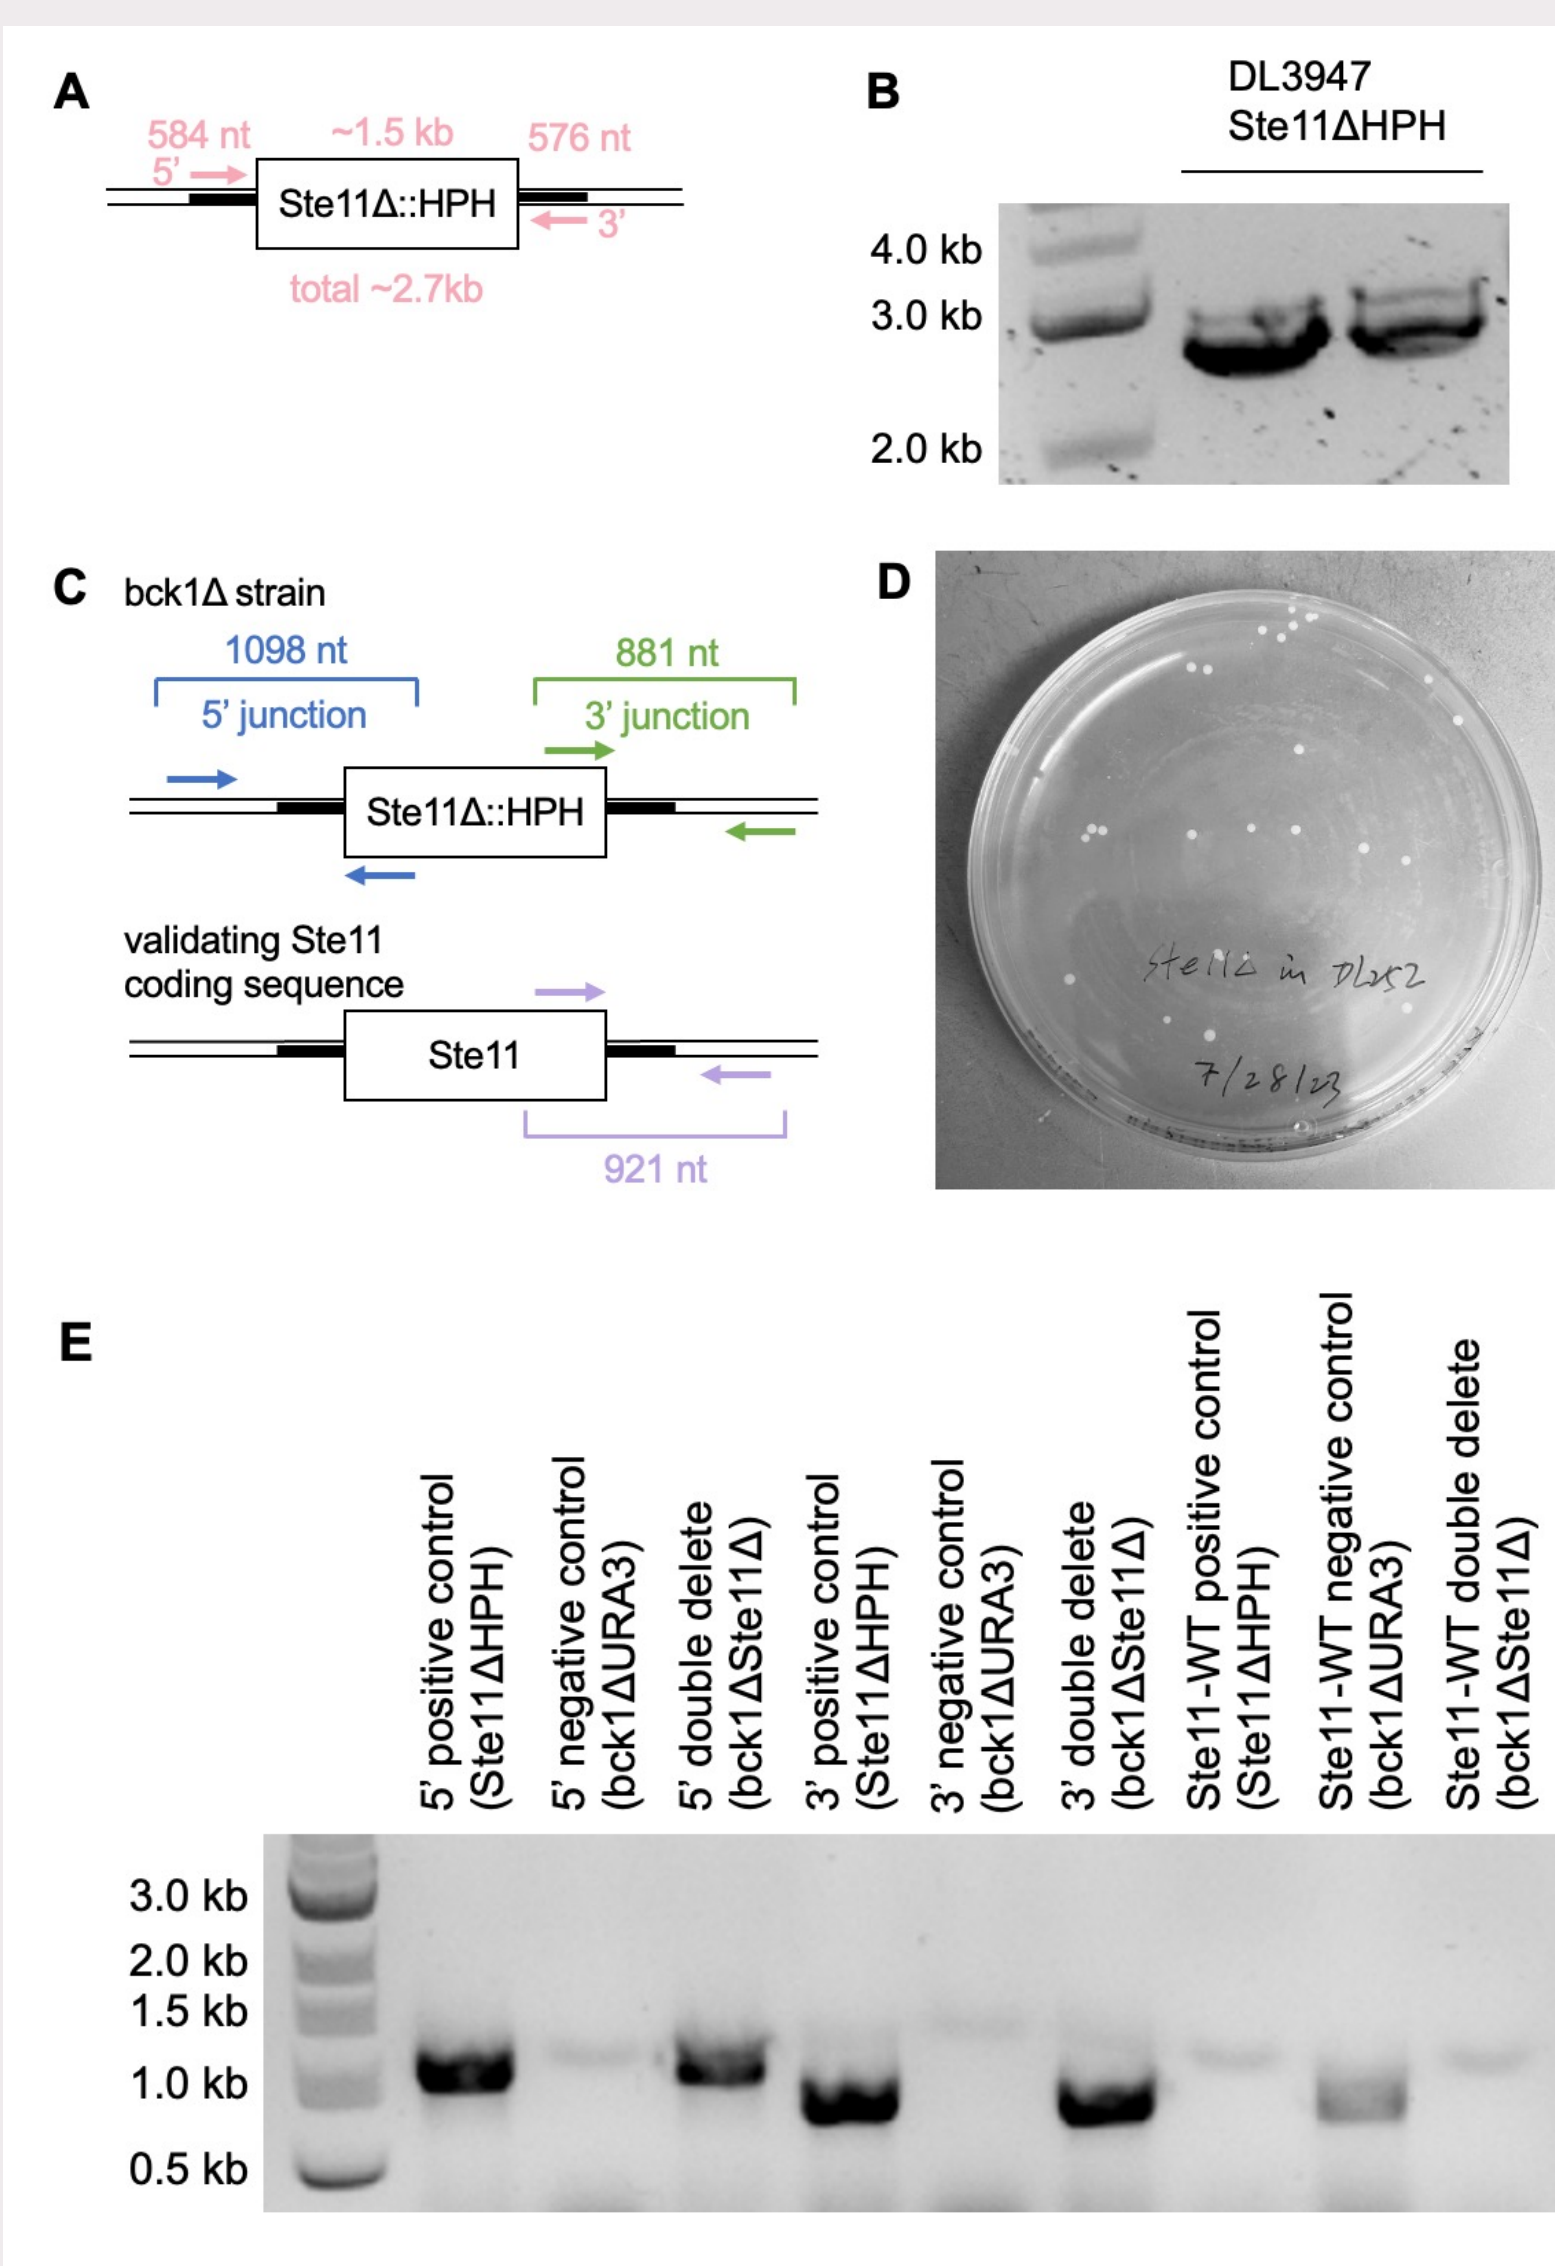 A
584 nt
~1.5 kb
576 nt
5’
Ste11Δ::HPH
3’
total ~2.7kb
B
DL3947
Ste11ΔHPH
4.0 kb
3.0 kb
2.0 kb
C
bck1Δ strain
1098 nt
881 nt
5’ junction
3’ junction
Ste11Δ::HPH
validating Ste11
coding sequence
Ste11
921 nt
D
Ste11Δ in DL252
7/28/23
E
5’ positive control
(Ste11ΔHPH)
5’ negative control
(bck1ΔURA3)
5’ double delete
(bck1ΔSte11Δ)
3’ positive control
(Ste11ΔHPH)
3’ negative control
(bck1ΔURA3)
3’ double delete
(bck1ΔSte11Δ)
Ste11-WT positive control
(Ste11ΔHPH)
Ste11-WT negative control
(bck1ΔURA3)
Ste11-WT double delete
(bck1ΔSte11Δ)
3.0 kb
2.0 kb
1.5 kb
1.0 kb
0.5 kb